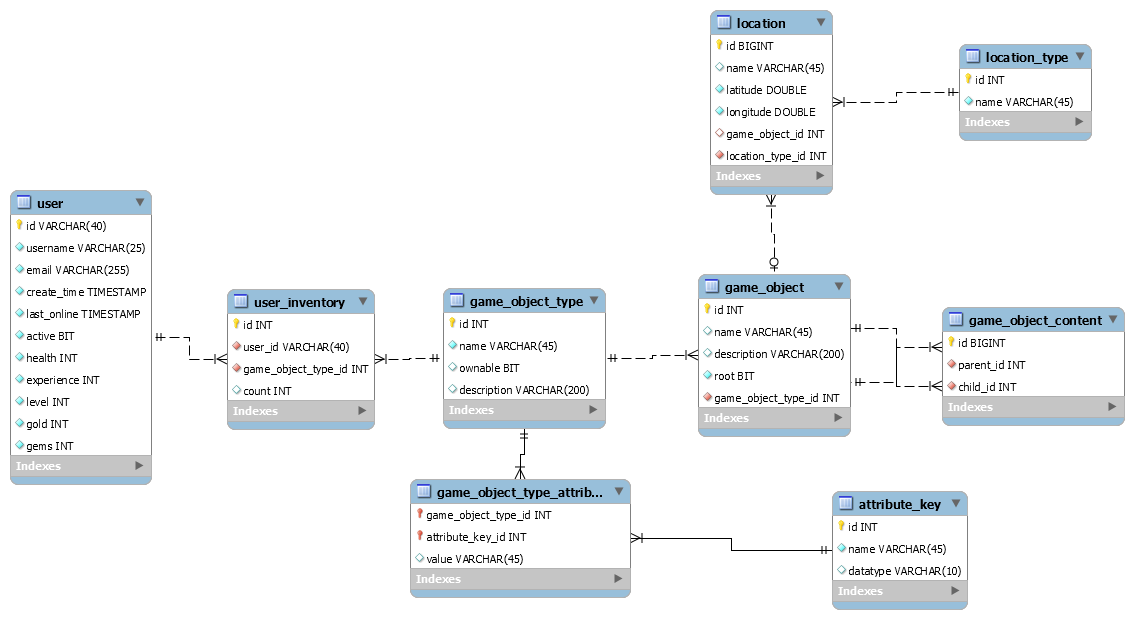 location
id BIGINT
name VARCHAR(45)
latitude DOUBLE
longitude DOUBLE
game_object_id INT
location_type_id INT
Indexes
location_type
id INT
name VARCHAR(45)
Indexes
user
id VARCHAR(40)
username VARCHAR(25)
email VARCHAR(255)
create_time TIMESTAMP
last_online TIMESTAMP
active BIT
health INT
experience INT
level INT
gold INT
gems INT
Indexes
user_inventory
id INT
user_id VARCHAR(40)
game_object_type_id INT
count INT
Indexes
game_object_type
id INT
name VARCHAR(45)
ownable BIT
description VARCHAR(200)
Indexes
game_object
id INT
name VARCHAR(45)
description VARCHAR(200)
root BIT
game_object_type_id INT
Indexes
game_object_content
id BIGINT
parent_id INT
child_id INT
Indexes
game_object_type_attrib...
game_object_type_id INT
attribute_key_id INT
value VARCHAR(45)
Indexes
attribute_key
id INT
name VARCHAR(45)
datatype VARCHAR(10)
Indexes